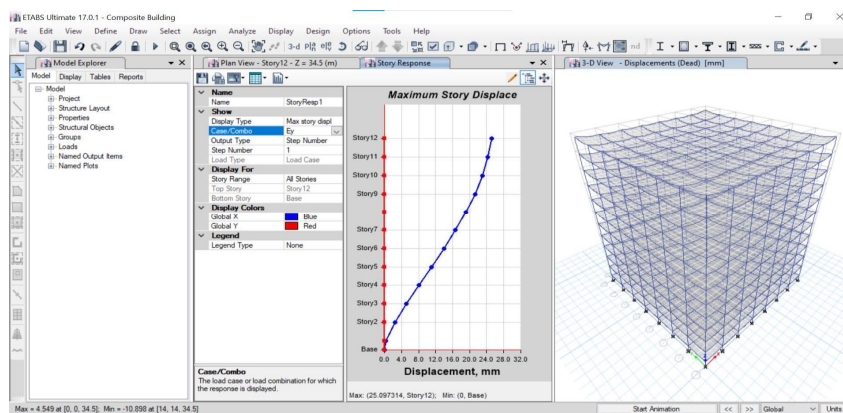 ETABS Ultimate 17.0.1 - Composite Building
File Edit View Define Draw Select Assign Analyze Display Design Options Tools Help
3-d nd
Model Explorer
Model Display Tables Reports
Model
Project
Structure Layout
Properties
Structural Objects
Groups
Loads
Named Output Items
Named Plots
Plan View - Story12 - Z = 34.5 (m)
Story Response
Name
Name StoryResp1
Show
Display Type Max story displ
Case/Combo Ey
Output Type Step Number
Step Number 1
Load Type Load Case
Display For
Story Range All Stories
Top Story Story12
Bottom Story Base
Display Colors
Global X Blue
Global Y Red
Legend
Legend Type None
Case/Combo
The load case or load combination for which
the response is displayed.
Maximum Story Displace
Story12
Story11
Story10
Story9
Story7
Story6
Story5
Story4
Story3
Story2
Base
0.0 4.0 8.0 12.0 16.0 20.0 24.0 28.0 32.0
Displacement, mm
Max: (25.097314, Story12); Min: (0, Base)
3-D View - Displacements (Dead) [mm]
Max = 4.549 at [0, 0, 34.5]; Min = -10.898 at [14, 14, 34.5]
Start Animation << >> Global Units